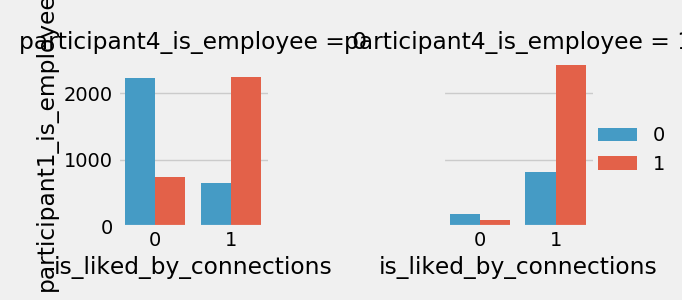 participant4_is_employee = 0
participant4_is_employee = 1
participant1_is_employee
2000
1000
0
0 1
0 1
is_liked_by_connections
is_liked_by_connections
0
1